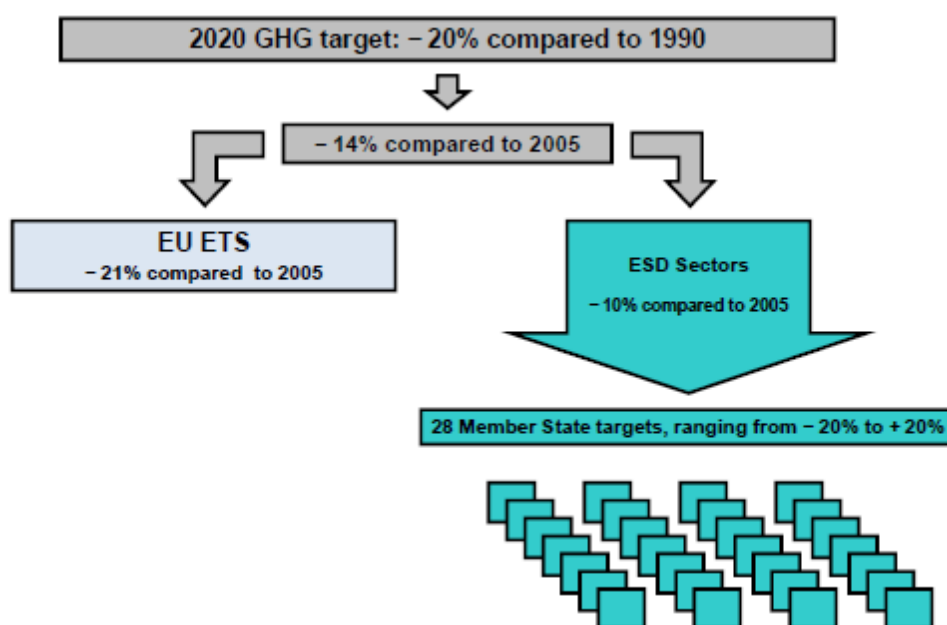 2020 GHG target: − 20% compared to 1990
− 14% compared to 2005
EU ETS
− 21% compared to 2005
ESD Sectors
− 10% compared to 2005
28 Member State targets, ranging from − 20% to + 20%